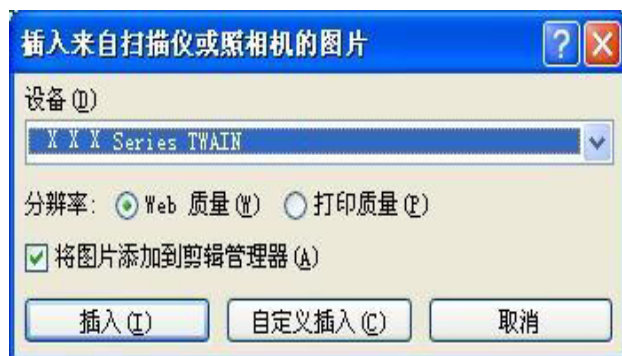 插入来自扫描仪或照相机的图片
设备(D)
X X X Series TWAIN
分辨率: Web 质量(W) 打印质量(P)
将图片添加到剪辑管理器(A)
插入(I) 自定义插入(C) 取消